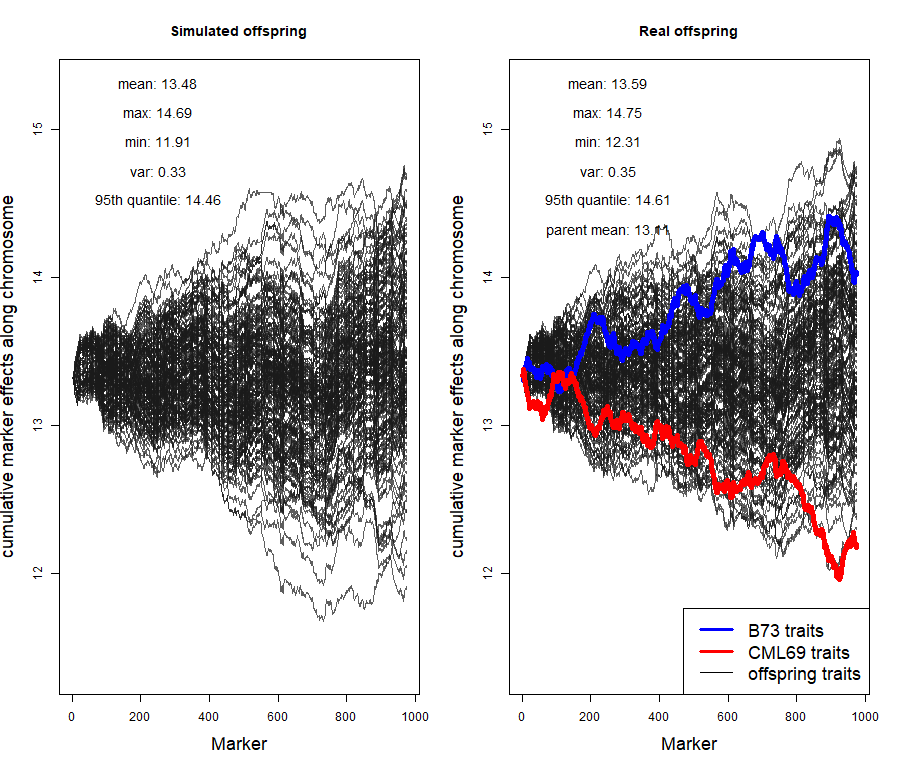 Simulated offspring
mean: 13.48
max: 14.69
min: 11.91
var: 0.33
95th quantile: 14.46
cumulative marker effects along chromosome
12
13
14
15
0
200
400
600
800
1000
Marker
Real offspring
mean: 13.59
max: 14.75
min: 12.31
var: 0.35
95th quantile: 14.61
parent mean: 13.11
cumulative marker effects along chromosome
12
13
14
15
0
200
400
600
800
1000
Marker
B73 traits
CML69 traits
offspring traits